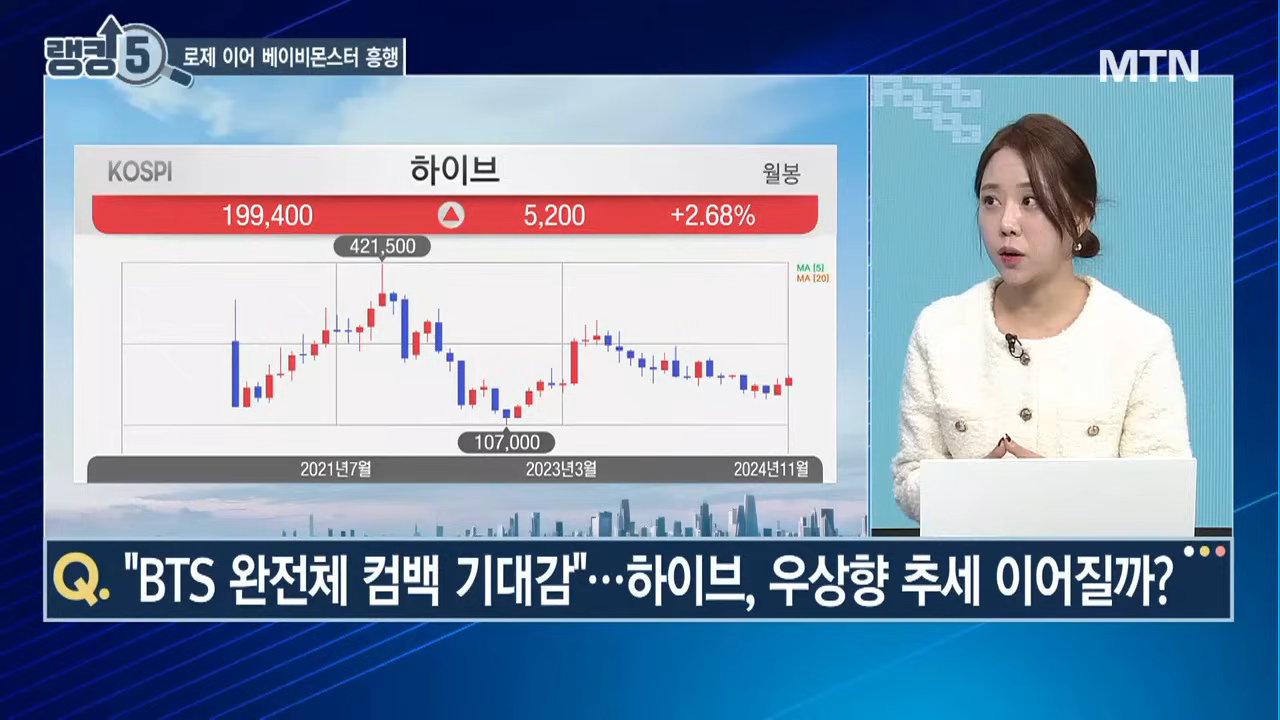 랭킹5
로제 이어 베이비몬스터 흥행
MTN
KOSPI
하이브
월봉
199,400 ▲ 5,200 +2.68%
421,500
MA [5]
MA [20]
107,000
2021년7월 2023년3월 2024년11월
Q. "BTS 완전체 컴백 기대감"…하이브, 우상향 추세 이어질까?